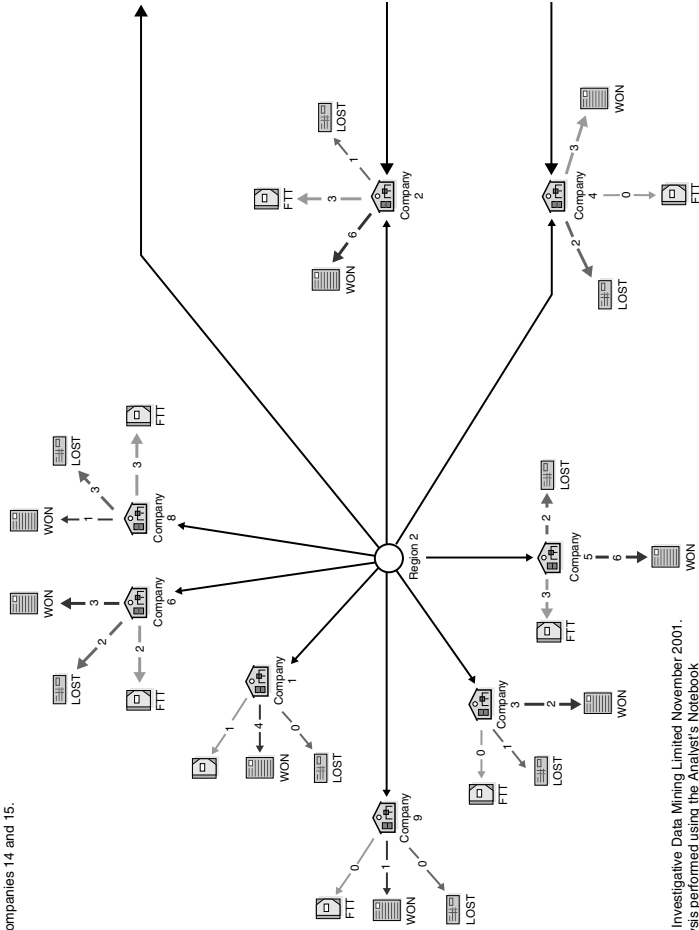 ompanies 14 and 15.
WON
WON
LOST
LOST
3
1
3
2
2
3
FTT
Company
6
Company
8
FTT
1
4
WON
Company
1
0
LOST
FTT
3
LOST
1
6
WON
Company
2
FTT
0
1
WON
Company
9
0
LOST
Region 2
0
FTT
Company
3
1
LOST
2
WON
2
LOST
3
FTT
Company
5
6
WON
3
WON
Company
4
2
LOST
0
FTT
Investigative Data Mining Limited November 2001.
ysis performed using the Analyst's Notebook